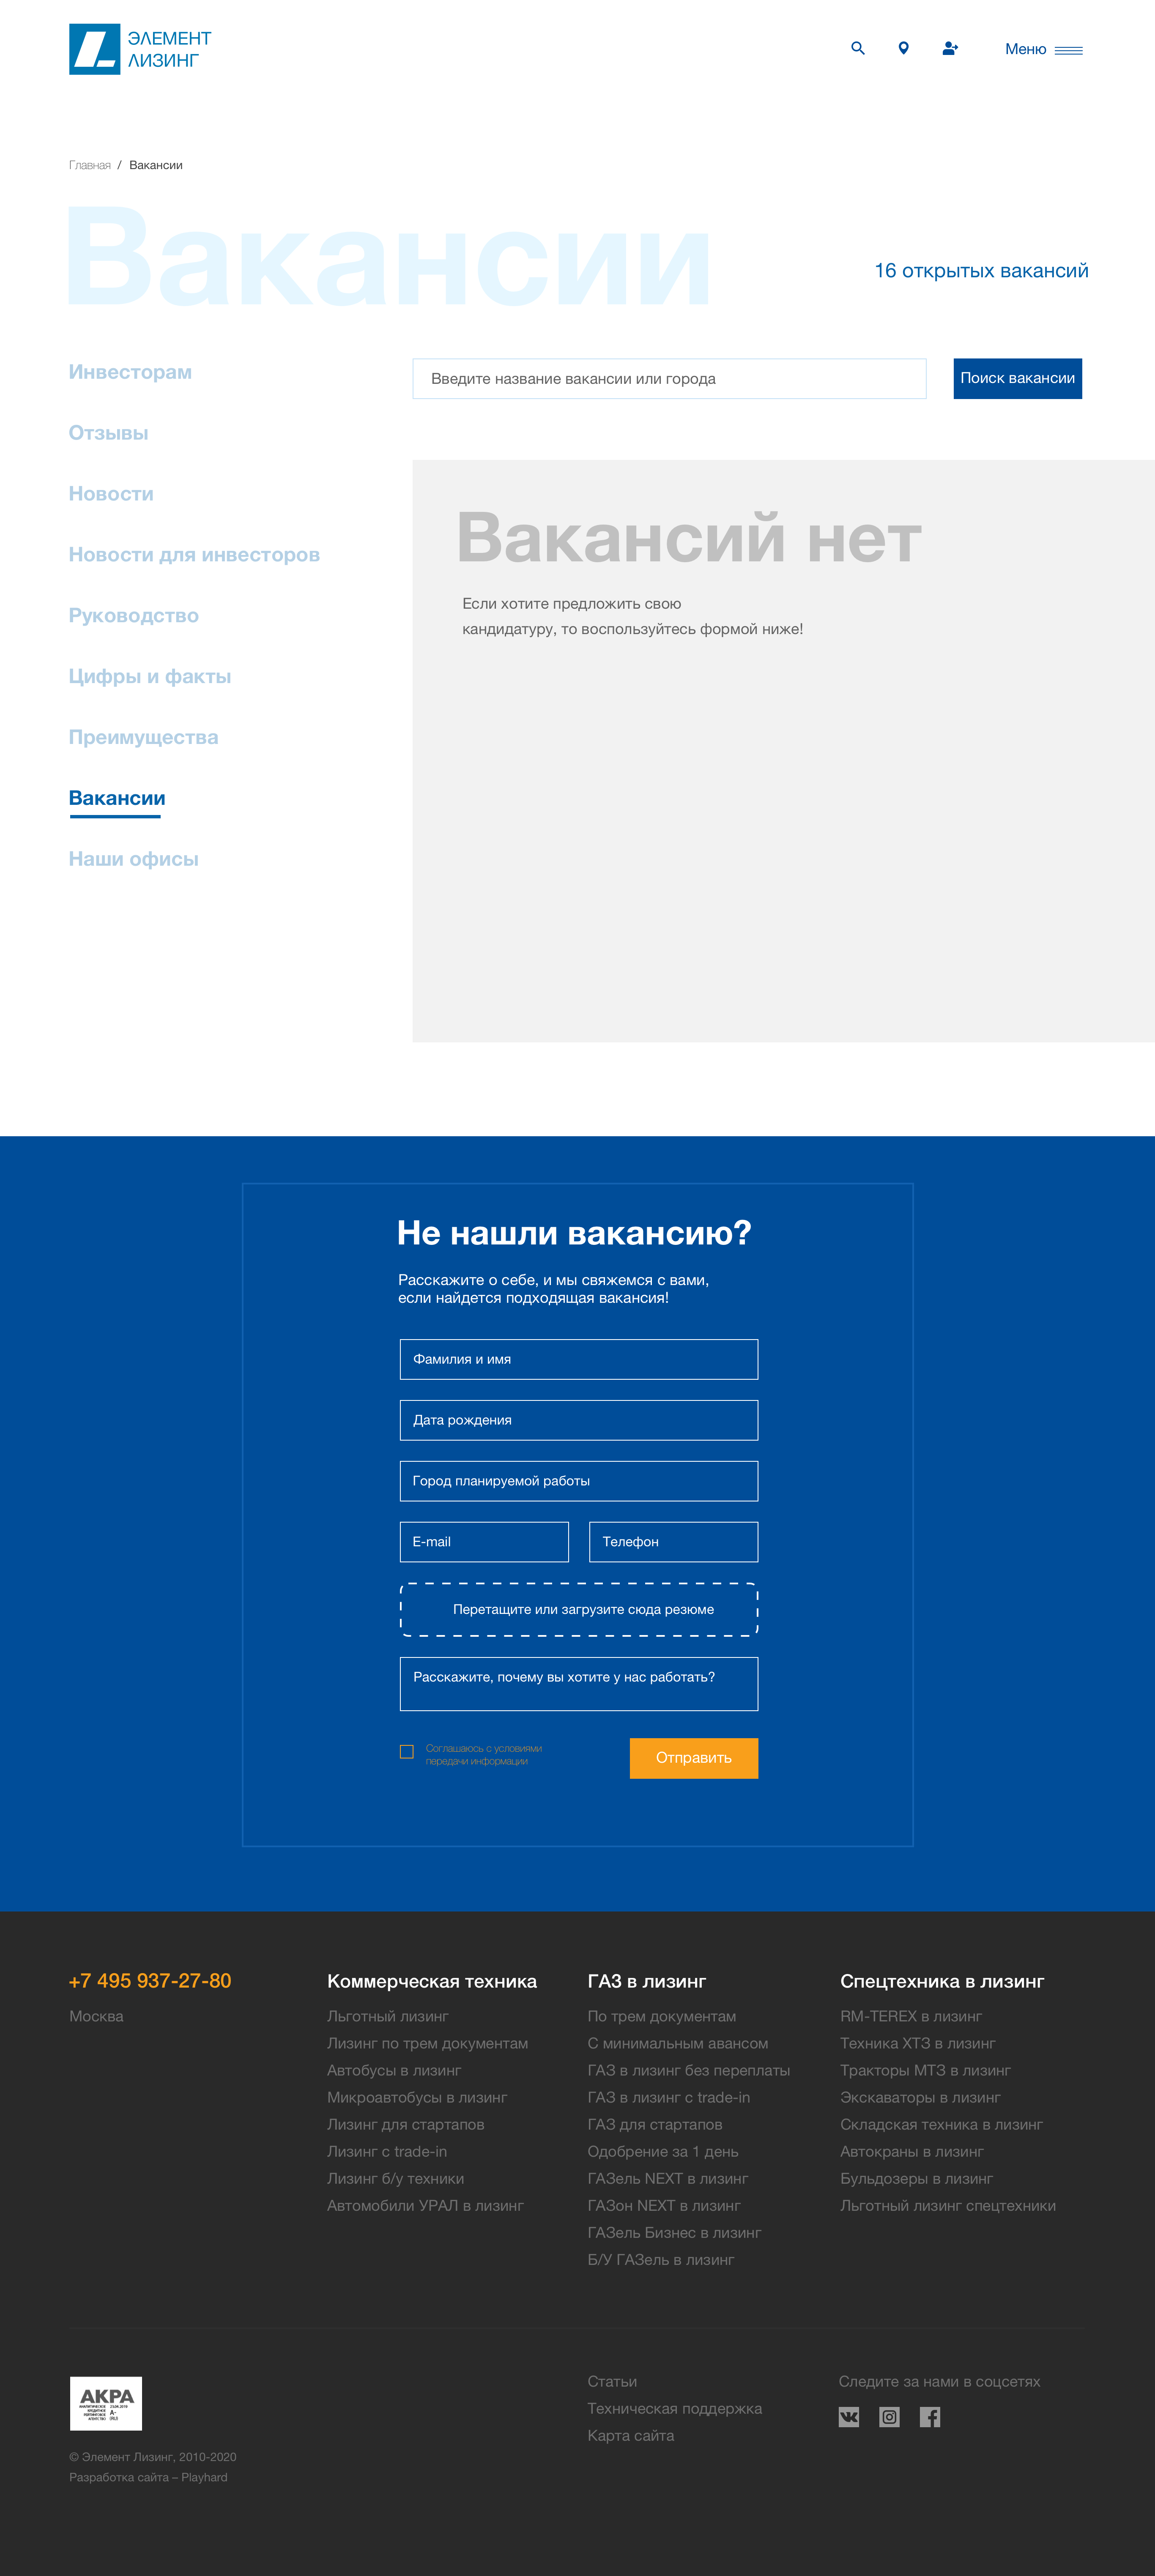 ЭЛЕМЕНТ
ЛИЗИНГ
Меню
Главная / Вакансии
Вакансии
16 открытых вакансий
Инвесторам
Отзывы
Новости
Новости для инвесторов
Руководство
Цифры и факты
Преимущества
Вакансии
Наши офисы
Введите название вакансии или города
Поиск вакансии
Вакансий нет
Если хотите предложить свою
кандидатуру, то воспользуйтесь формой ниже!
Не нашли вакансию?
Расскажите о себе, и мы свяжемся с вами,
если найдется подходящая вакансия!
Фамилия и имя
Дата рождения
Город планируемой работы
E-mail
Телефон
Перетащите или загрузите сюда резюме
Расскажите, почему вы хотите у нас работать?
Соглашаюсь с условиями
передачи информации
Отправить
+7 495 937-27-80
Москва
Коммерческая техника
Льготный лизинг
Лизинг по трем документам
Автобусы в лизинг
Микроавтобусы в лизинг
Лизинг для стартапов
Лизинг с trade-in
Лизинг б/у техники
Автомобили УРАЛ в лизинг
ГАЗ в лизинг
По трем документам
С минимальным авансом
ГАЗ в лизинг без переплаты
ГАЗ в лизинг с trade-in
ГАЗ для стартапов
Одобрение за 1 день
ГАЗель NEXT в лизинг
ГАЗон NEXT в лизинг
ГАЗель Бизнес в лизинг
Б/У ГАЗель в лизинг
Спецтехника в лизинг
RM-TEREX в лизинг
Техника ХТЗ в лизинг
Тракторы МТЗ в лизинг
Экскаваторы в лизинг
Складская техника в лизинг
Автокраны в лизинг
Бульдозеры в лизинг
Льготный лизинг спецтехники
АКРА
© Элемент Лизинг, 2010-2020
Разработка сайта – Playhard
Статьи
Техническая поддержка
Карта сайта
Следите за нами в соцсетях